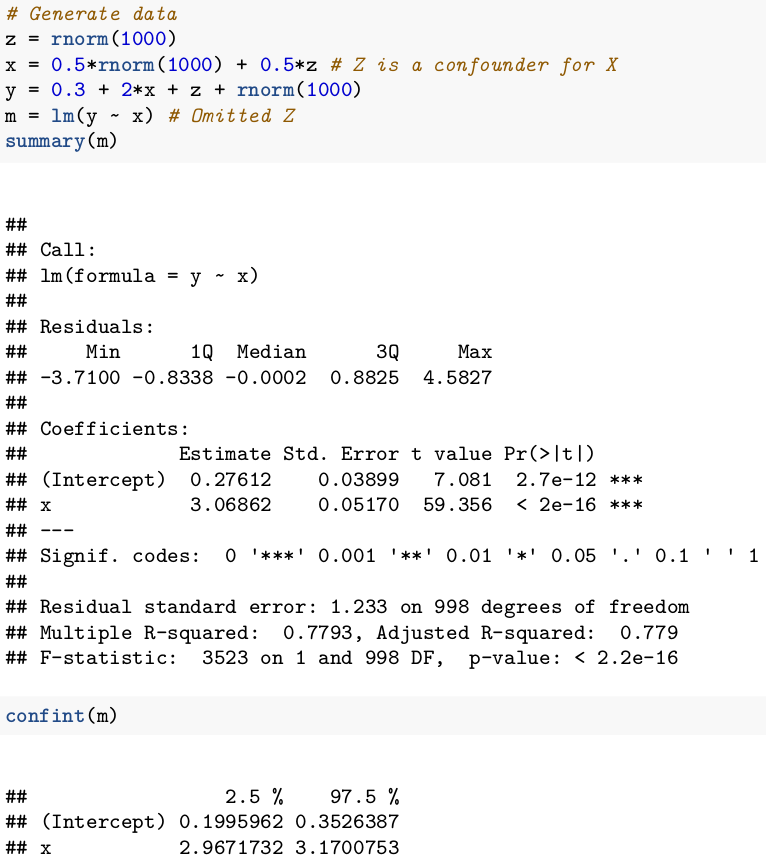 # Generate data
z = rnorm(1000)
x = 0.5*rnorm(1000) + 0.5*z # Z is a confounder for X
y = 0.3 + 2*x + z + rnorm(1000)
m = lm(y ~ x) # Omitted Z
summary(m)
##
## Call:
## lm(formula = y ~ x)
##
## Residuals:
##     Min      1Q  Median      3Q     Max
## -3.7100 -0.8338 -0.0002  0.8825  4.5827
##
## Coefficients:
##             Estimate Std. Error t value Pr(>|t|)
## (Intercept)  0.27612    0.03899   7.081  2.7e-12 ***
## x            3.06862    0.05170  59.356  < 2e-16 ***
## ---
## Signif. codes:  0 '***' 0.001 '**' 0.01 '*' 0.05 '.' 0.1 ' ' 1
##
## Residual standard error: 1.233 on 998 degrees of freedom
## Multiple R-squared:  0.7793, Adjusted R-squared:  0.779
## F-statistic:  3523 on 1 and 998 DF,  p-value: < 2.2e-16
confint(m)
##                 2.5 %    97.5 %
## (Intercept) 0.1995962 0.3526387
## x           2.9671732 3.1700753